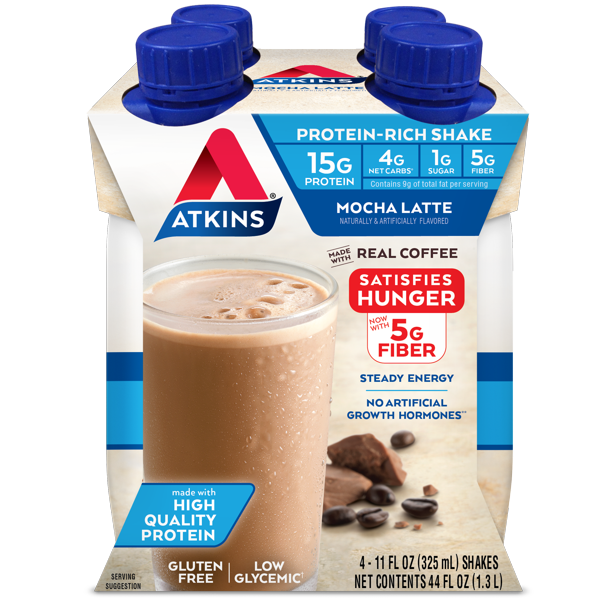 ATKINS
MOCHA LATTE
ATKINS®
PROTEIN-RICH SHAKE
15G
PROTEIN
4G
NET CARBS*
1G
SUGAR
5G
FIBER
Contains 9g of total fat per serving
MOCHA LATTE
NATURALLY & ARTIFICIALLY FLAVORED
MADE WITH REAL COFFEE
SATISFIES
HUNGER
NOW WITH
5G
FIBER
STEADY ENERGY
NO ARTIFICIAL
GROWTH HORMONES**
made with
HIGH
QUALITY
PROTEIN
GLUTEN
FREE
LOW
GLYCEMIC†
SERVING
SUGGESTION
4 - 11 FL OZ (325 mL) SHAKES
NET CONTENTS 44 FL OZ (1.3 L)